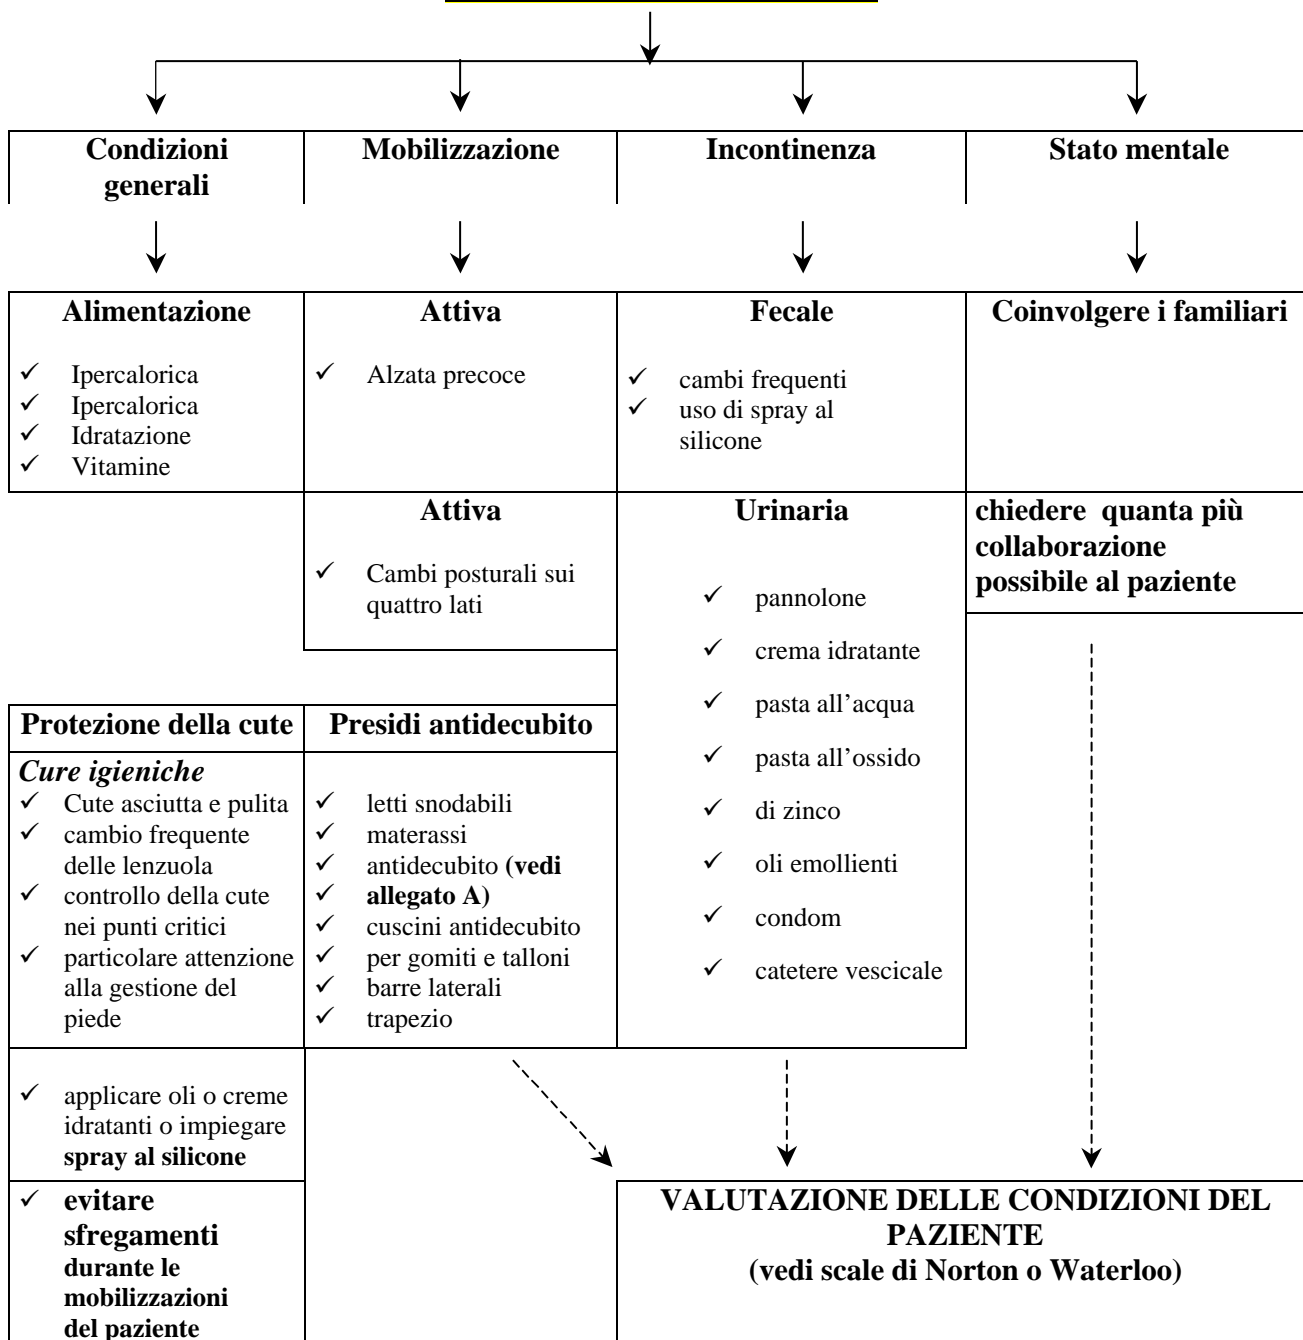 Condizioni
generali
Mobilizzazione
Incontinenza
Stato mentale
Alimentazione
✓ Ipercalorica
✓ Ipercalorica
✓ Idratazione
✓ Vitamine
Attiva
✓ Alzata precoce
Fecale
✓ cambi frequenti
✓ uso di spray al
silicone
Coinvolgere i familiari
Attiva
✓ Cambi posturali sui
quattro lati
Urinaria
✓ pannolone
✓ crema idratante
✓ pasta all’acqua
✓ pasta all’ossido
✓ di zinco
✓ oli emollienti
✓ condom
✓ catetere vescicale
chiedere quanta più
collaborazione
possibile al paziente
Protezione della cute
Cure igieniche
✓ Cute asciutta e pulita
✓ cambio frequente
delle lenzuola
✓ controllo della cute
nei punti critici
✓ particolare attenzione
alla gestione del
piede
Presidi antidecubito
✓ letti snodabili
✓ materassi
✓ antidecubito (vedi
✓ allegato A)
✓ cuscini antidecubito
✓ per gomiti e talloni
✓ barre laterali
✓ trapezio
✓ applicare oli o creme
idratanti o impiegare
spray al silicone
✓ evitare
sfregamenti
durante le
mobilizzazioni
del paziente
VALUTAZIONE DELLE CONDIZIONI DEL
PAZIENTE
(vedi scale di Norton o Waterloo)